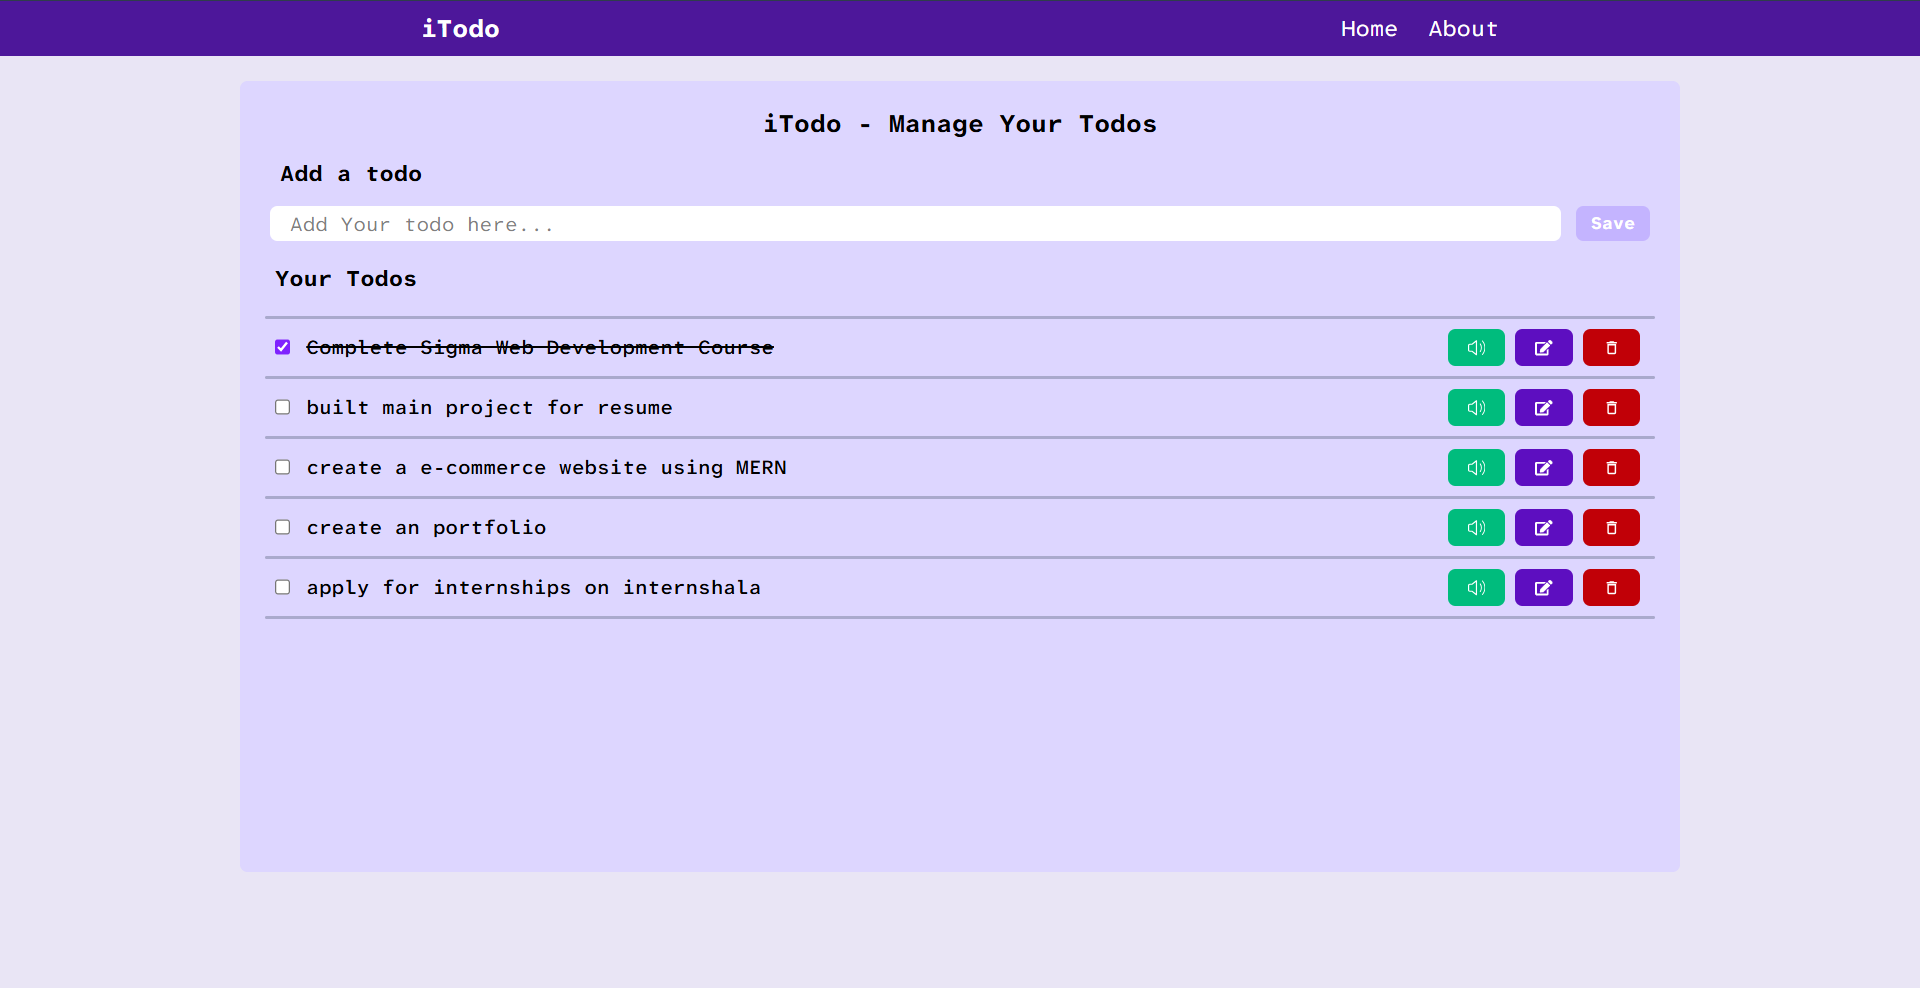 iTodo
Home About
iTodo - Manage Your Todos
Add a todo
Add Your todo here...
Save
Your Todos
Complete Sigma Web Development Course
built main project for resume
create a e-commerce website using MERN
create an portfolio
apply for internships on internshala